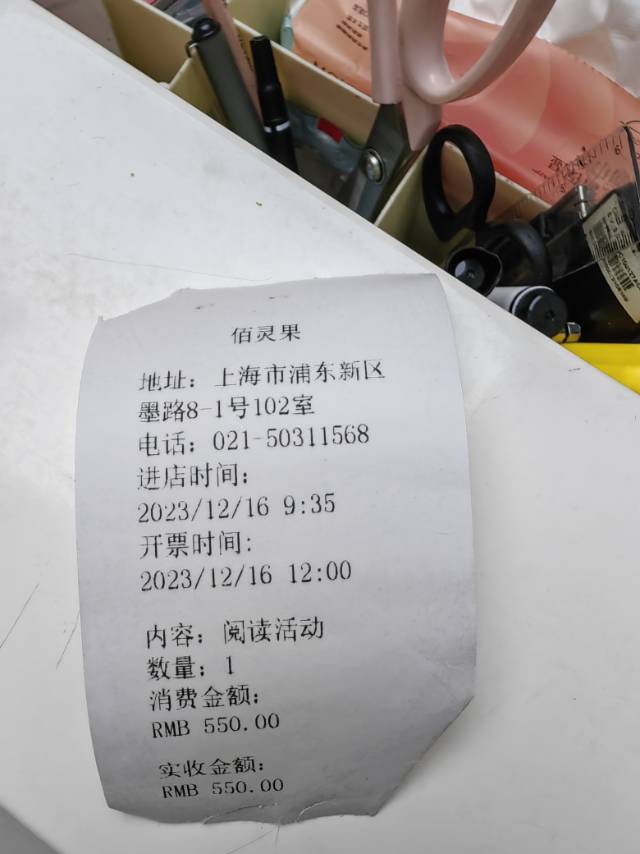 佰灵果
地址：上海市浦东新区
墨路8-1号102室
电话：021-50311568
进店时间：
2023/12/16 9:35
开票时间：
2023/12/16 12:00
内容：阅读活动
数量：1
消费金额：
RMB 550.00
实收金额：
RMB 550.00